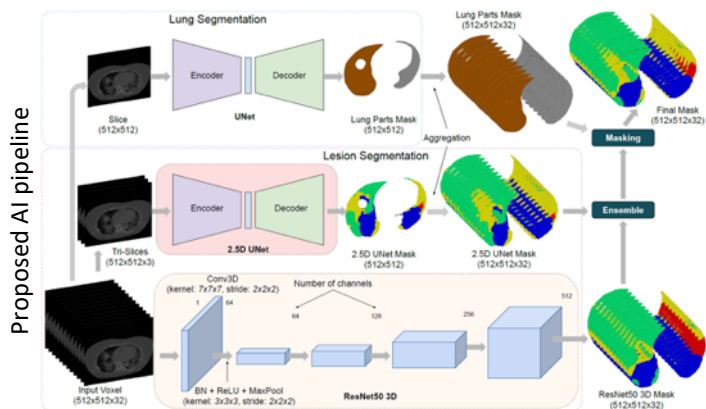 Proposed AI pipeline
Lung Segmentation
Slice
(512x512)
Encoder
Decoder
UNet
Lung Parts Mask
(512x512)
Lung Parts Mask
(512x512x32)
Final Mask
(512x512x32)
Aggregation
Masking
Lesion Segmentation
Tri-Slices
(512x512x3)
Encoder
Decoder
2.5D UNet
2.5D UNet Mask
(512x512)
2.5D UNet Mask
(512x512x32)
Ensemble
Input Voxel
(512x512x32)
Conv3D
(kernel: 7x7x7, stride: 2x2x2)
1
64
Number of channels
64
128
256
512
BN + ReLU + MaxPool
(kernel: 3x3x3, stride: 2x2x2)
ResNet50 3D
ResNet50 3D Mask
(512x512x32)